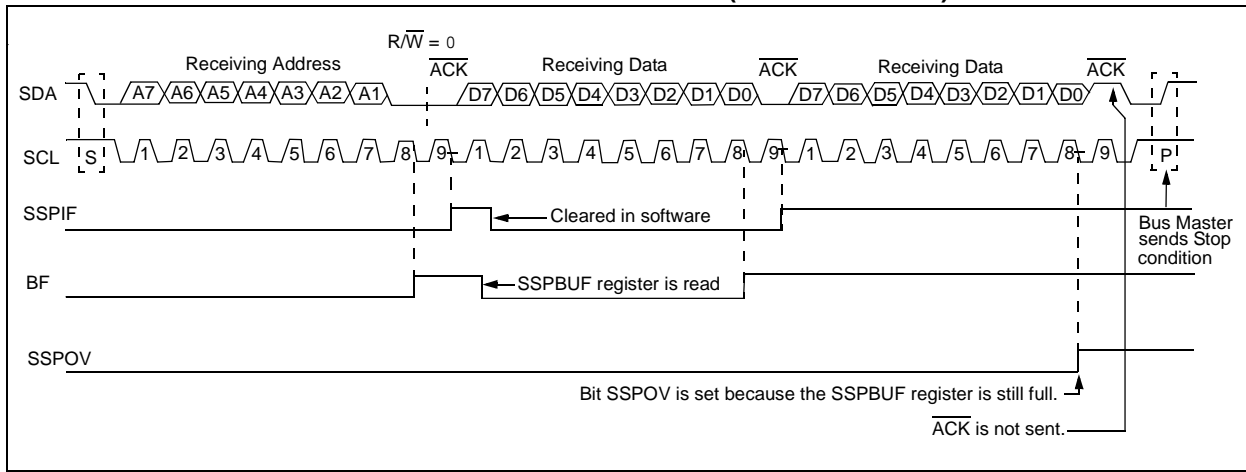 R/W = 0
Receiving Address
ACK
Receiving Data
ACK
Receiving Data
ACK
SDA
A7 A6 A5 A4 A3 A2 A1
D7 D6 D5 D4 D3 D2 D1 D0
D7 D6 D5 D4 D3 D2 D1 D0
SCL
S
1 2 3 4 5 6 7 8 9
1 2 3 4 5 6 7 8 9
1 2 3 4 5 6 7 8 9
P
SSPIF
Cleared in software
Bus Master
sends Stop
condition
BF
SSPBUF register is read
SSPOV
Bit SSPOV is set because the SSPBUF register is still full.
ACK is not sent.